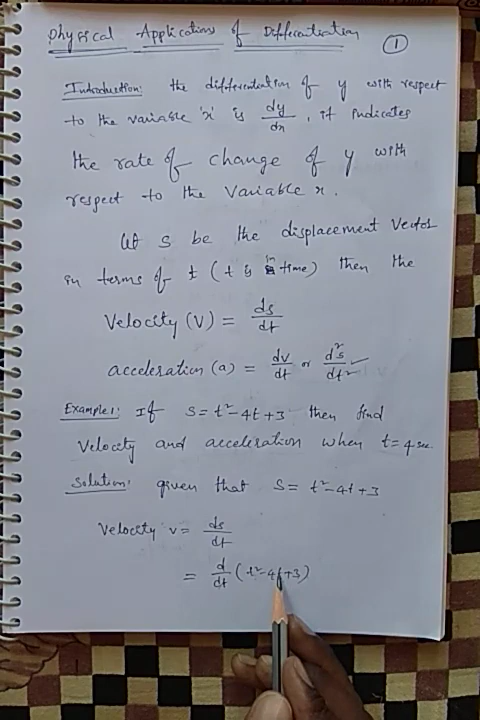 Physical Applications of Differentiation
1
Introduction: the differentiation of y with respect
to the variable 'x' is dy/dx, it indicates
the rate of change of y with
respect to the variable x.
let s be the displacement vector
in terms of t (t is in time) then the
Velocity (V) = ds/dt
acceleration (a) = dv/dt or d²s/dt²
Example1: If S = t²-4t+3 then find
Velocity and acceleration when t=4 sec.
Solution: given that S = t²-4t+3
Velocity v = ds/dt
= d/dt (t²-4t+3)